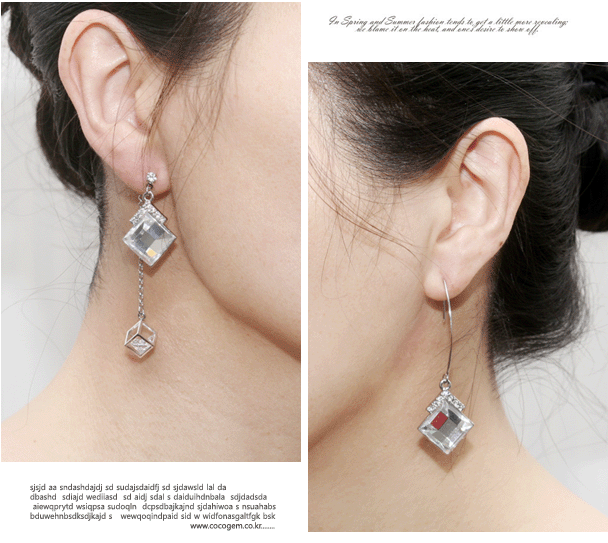 In Spring and Summer fashion tends to get a little more revealing;
we blame it on the heat, and one's desire to show off.
sjsjd aa sndashdajdj sd sudajsdaidfj sd sjdawsld lal da
dbashd sdiajd wediiasd sd aidj sdal s daiduihdnbala sdjdadsda
aiewqprytd wsiqpsa sudoqln dcpsdbajkajnd sjdahiwoa s nsuahabs
bduwehnbsdksdjkajd s wewqoqindpaid sid w widfonasgaltfgk bsk
www.cocogem.co.kr.......